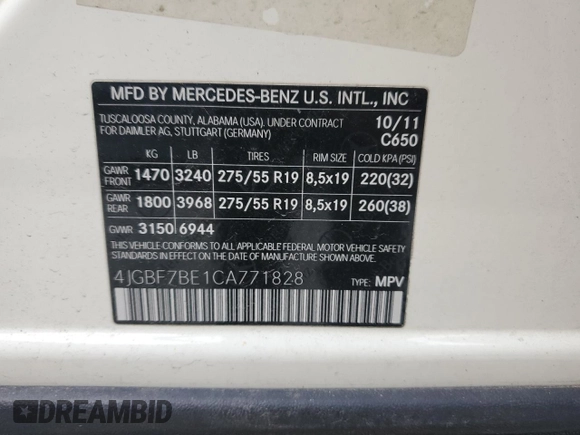 MFD BY MERCEDES-BENZ U.S. INTL., INC
TUSCALOOSA COUNTY, ALABAMA (USA). UNDER CONTRACT
FOR DAIMLER AG, STUTTGART (GERMANY)
10/11
C650
KG LB TIRES RIM SIZE COLD KPA (PSI)
GAWR FRONT 1470 3240 275/55 R19 8,5x19 220(32)
GAWR REAR 1800 3968 275/55 R19 8,5x19 260(38)
GVWR 3150 6944
THIS VEHICLE CONFORMS TO ALL APPLICABLE FEDERAL MOTOR VEHICLE SAFETY
STANDARDS IN EFFECT ON THE DATE OF MANUFACTURE SHOWN ABOVE.
4JGBF7BE1CA771828 TYPE: MPV
DREAMBID